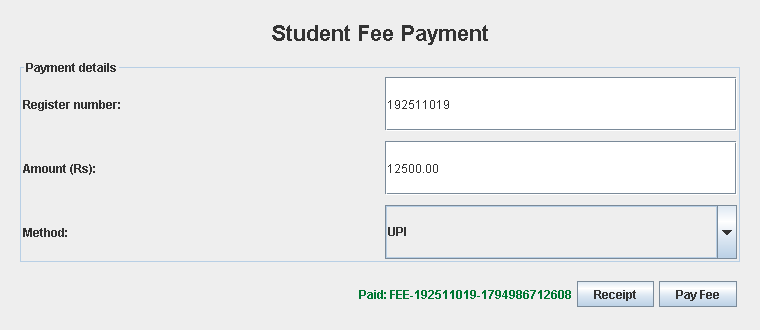 Student Fee Payment
Payment details
Register number: 192511019
Amount (Rs): 12500.00
Method: UPI
Paid: FEE-192511019-1794986712608 Receipt Pay Fee